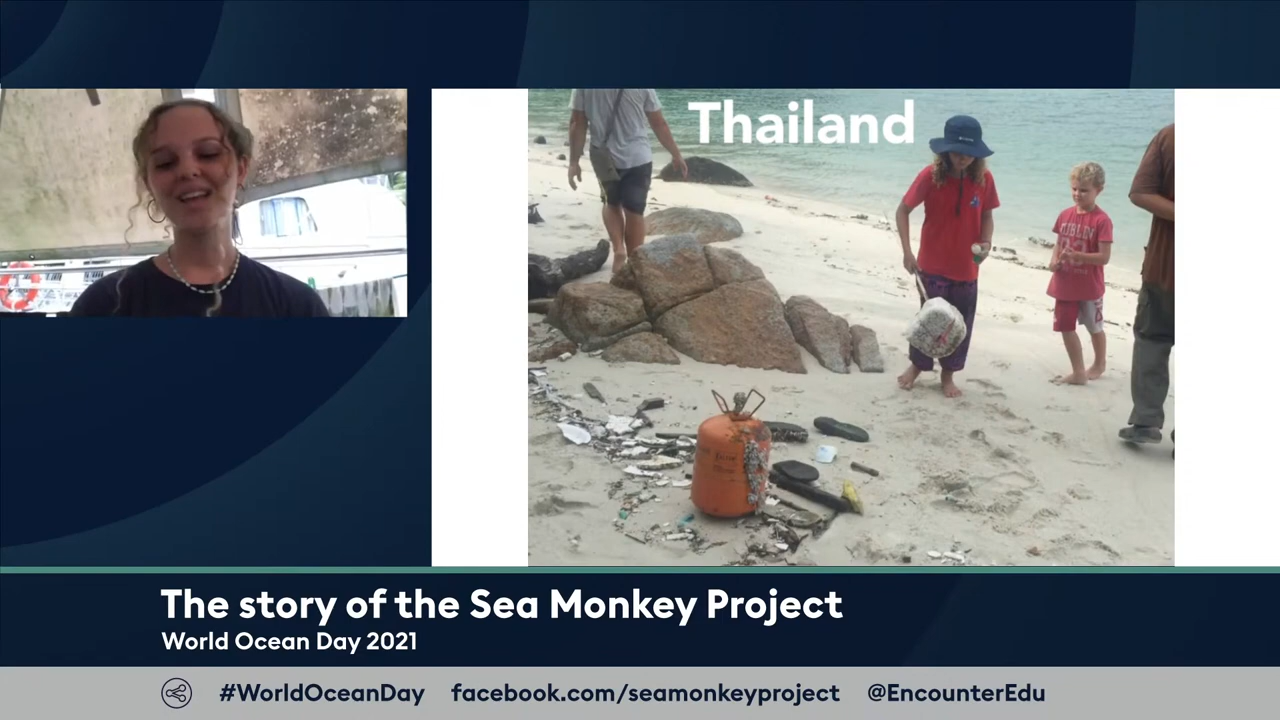 Thailand
The story of the Sea Monkey Project
World Ocean Day 2021
#WorldOceanDay facebook.com/seamonkeyproject @EncounterEdu